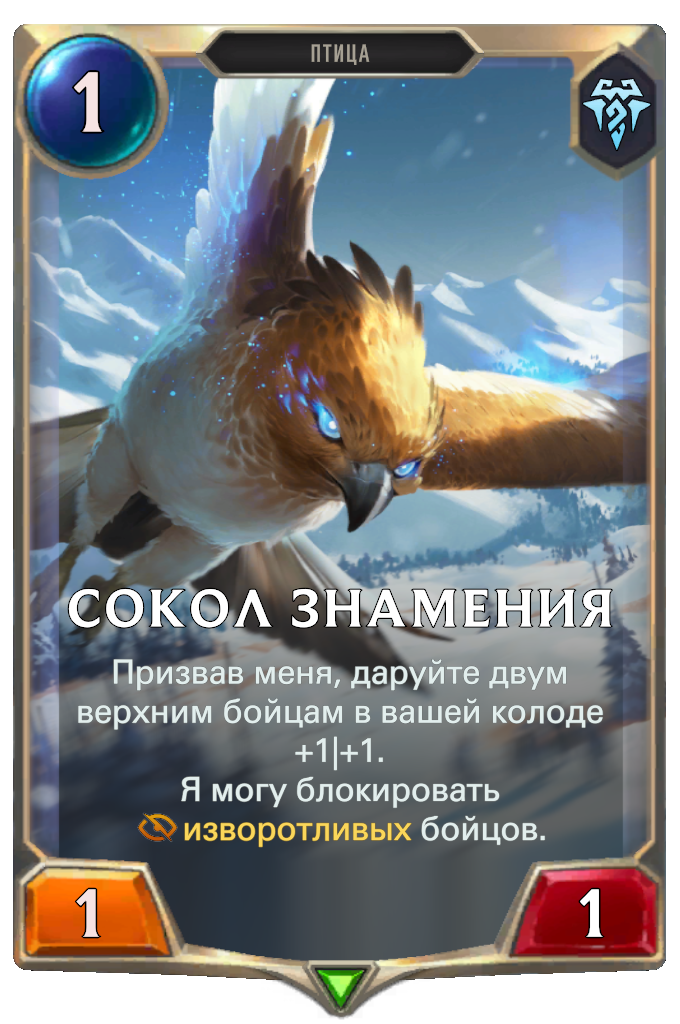 ПТИЦА
1
СОКОЛ ЗНАМЕНИЯ
Призвав меня, даруйте двум
верхним бойцам в вашей колоде
+1|+1.
Я могу блокировать
изворотливых бойцов.
1
1